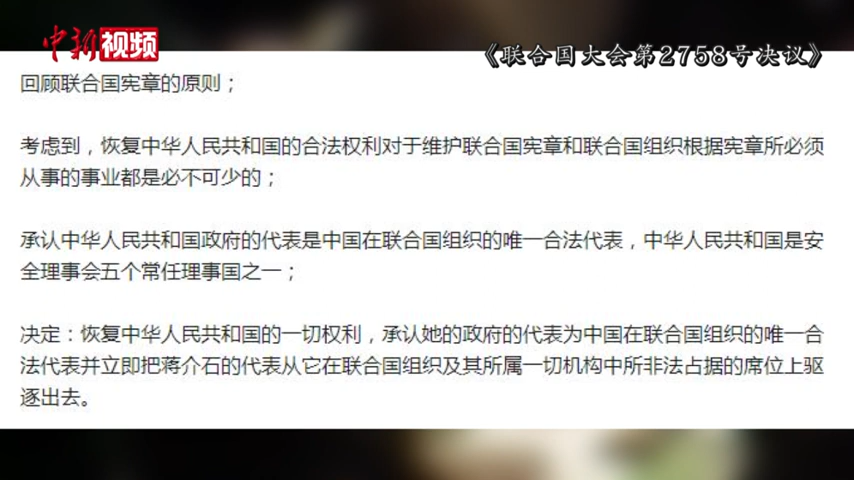 中新视频
《联合国大会第2758号决议》
回顾联合国宪章的原则；
考虑到，恢复中华人民共和国的合法权利对于维护联合国宪章和联合国组织根据宪章所必须
从事的事业都是必不可少的；
承认中华人民共和国政府的代表是中国在联合国组织的唯一合法代表，中华人民共和国是安
全理事会五个常任理事国之一；
决定：恢复中华人民共和国的一切权利，承认她的政府的代表为中国在联合国组织的唯一合
法代表并立即把蒋介石的代表从它在联合国组织及其所属一切机构中所非法占据的席位上驱
逐出去。